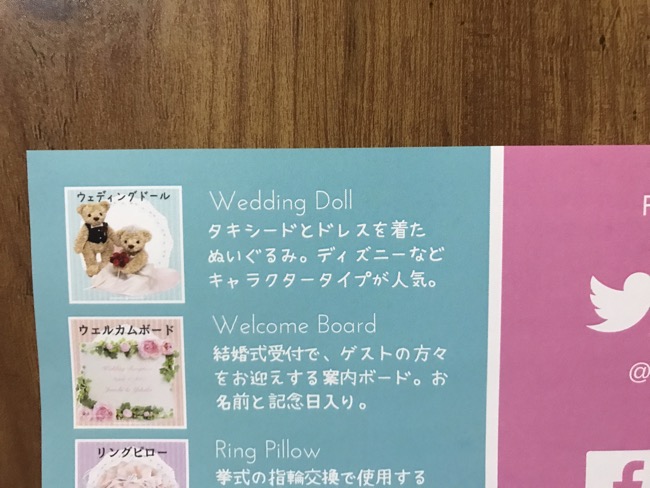 ウェディングドール
Wedding Doll
タキシードとドレスを着た
ぬいぐるみ。ディズニーなど
キャラクタータイプが人気。
ウェルカムボード
Welcome Board
結婚式受付で、ゲストの方々
をお迎えする案内ボード。お
名前と記念日入り。
リングピロー
Ring Pillow
挙式の指輪交換で使用する
@